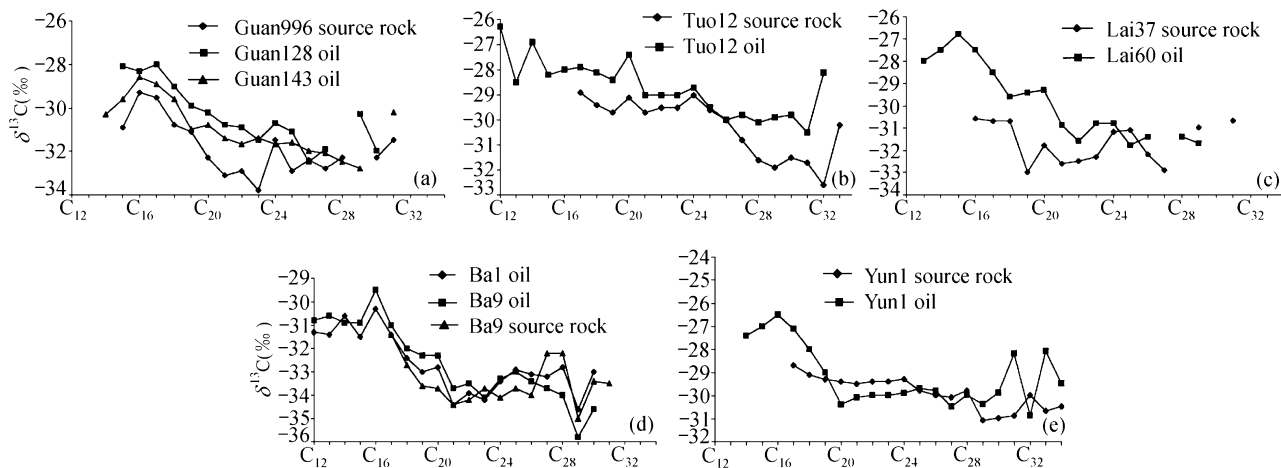 −26
−28
−30
−32
−34
δ¹³C(‰)
Guan996 source rock
Guan128 oil
Guan143 oil
(a)
C₁₂ C₁₆ C₂₀ C₂₄ C₂₈ C₃₂
−26
−27
−28
−29
−30
−31
−32
−33
Tuo12 source rock
Tuo12 oil
(b)
C₁₂ C₁₆ C₂₀ C₂₄ C₂₈ C₃₂
−26
−27
−28
−29
−30
−31
−32
−33
−34
Lai37 source rock
Lai60 oil
(c)
C₁₂ C₁₆ C₂₀ C₂₄ C₂₈ C₃₂
−29
−30
−31
−32
−33
−34
−35
−36
δ¹³C(‰)
Ba1 oil
Ba9 oil
Ba9 source rock
(d)
C₁₂ C₁₆ C₂₀ C₂₄ C₂₈ C₃₂
−24
−25
−26
−27
−28
−29
−30
−31
−32
Yun1 source rock
Yun1 oil
(e)
C₁₂ C₁₆ C₂₀ C₂₄ C₂₈ C₃₂